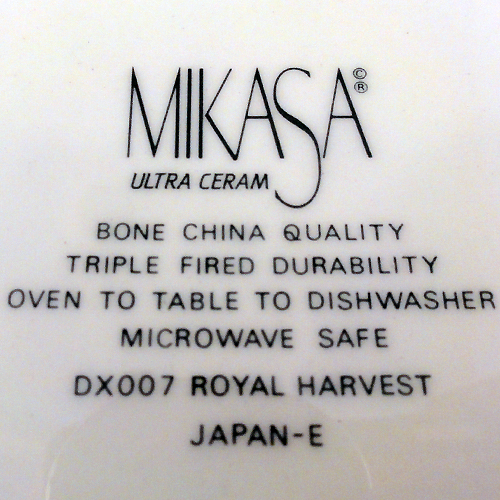 MIKASA ©
®
ULTRA CERAM
BONE CHINA QUALITY
TRIPLE FIRED DURABILITY
OVEN TO TABLE TO DISHWASHER
MICROWAVE SAFE
DX007 ROYAL HARVEST
JAPAN-E